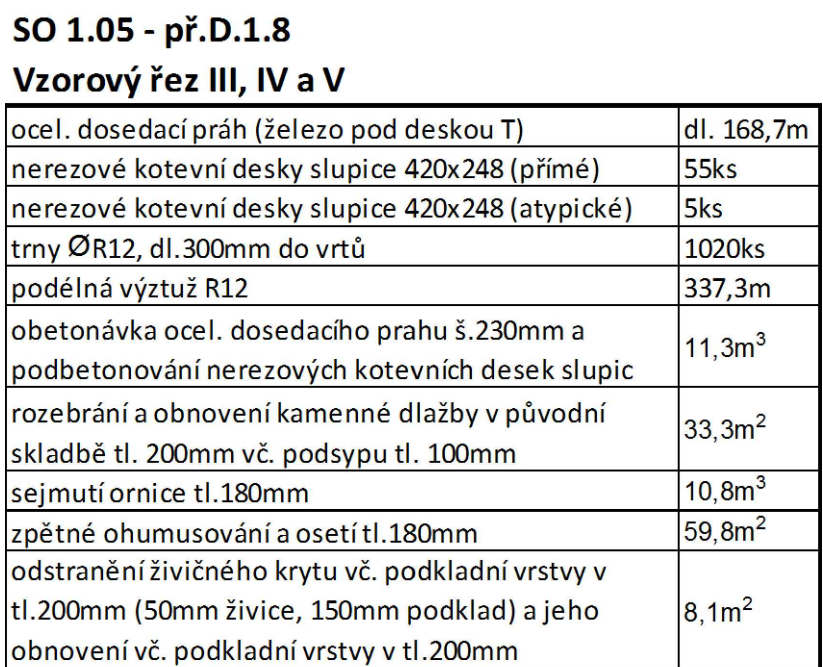 SO 1.05 - př.D.1.8
Vzorový řez III, IV a V
ocel. dosedací práh (železo pod deskou T) dl. 168,7m
nerezové kotevní desky slupice 420x248 (přímé) 55ks
nerezové kotevní desky slupice 420x248 (atypické) 5ks
trny ØR12, dl.300mm do vrtů 1020ks
podélná výztuž R12 337,3m
obetonávka ocel. dosedacího prahu š.230mm a
podbetonování nerezových kotevních desek slupic 11,3m³
rozebrání a obnovení kamenné dlažby v původní
skladbě tl. 200mm vč. podsypu tl. 100mm 33,3m²
sejmutí ornice tl.180mm 10,8m³
zpětné ohumusování a osetí tl.180mm 59,8m²
odstranění živičného krytu vč. podkladní vrstvy v
tl.200mm (50mm živice, 150mm podklad) a jeho 8,1m²
obnovení vč. podkladní vrstvy v tl.200mm